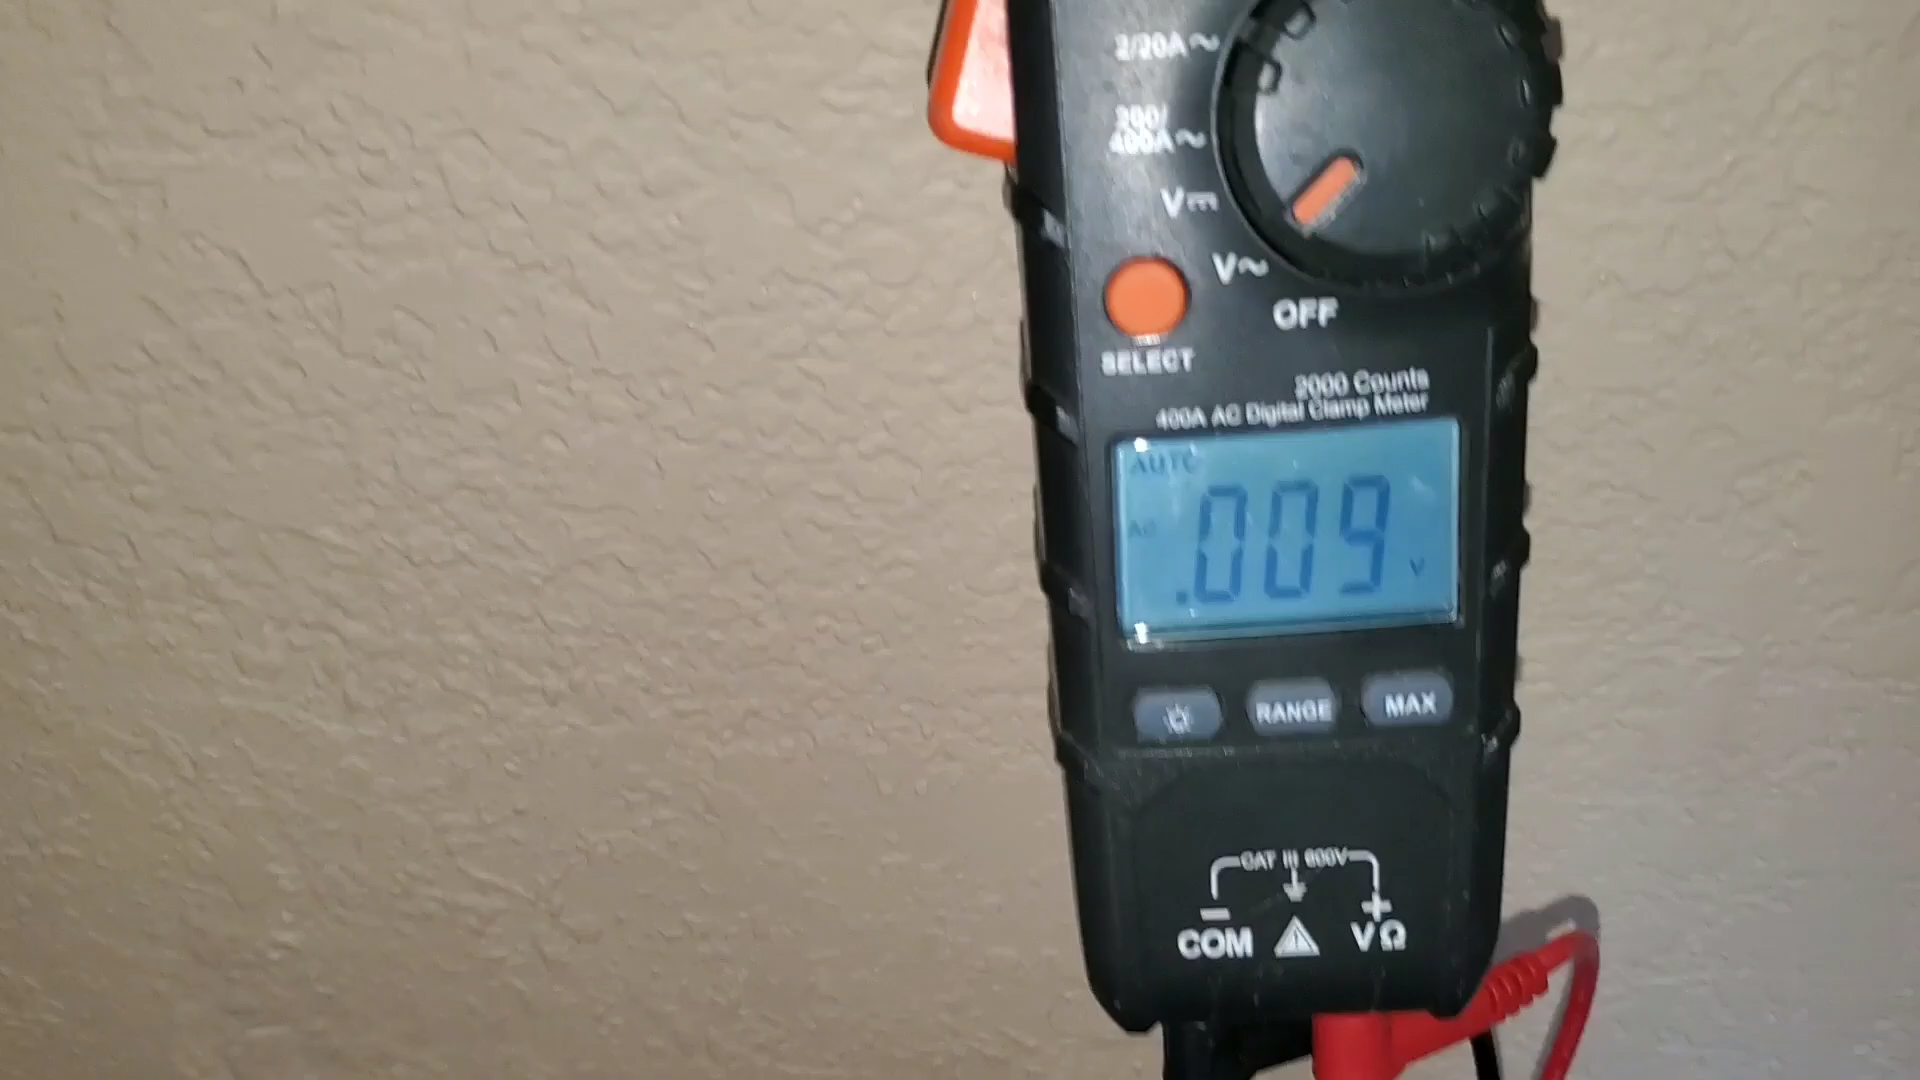 2/20A~
200/
400A~
V⎓
V~
OFF
SELECT
2000 Counts
400A AC Digital Clamp Meter
AUTO
AC
.009 V
RANGE MAX
CAT III 600V
− +
COM VΩ